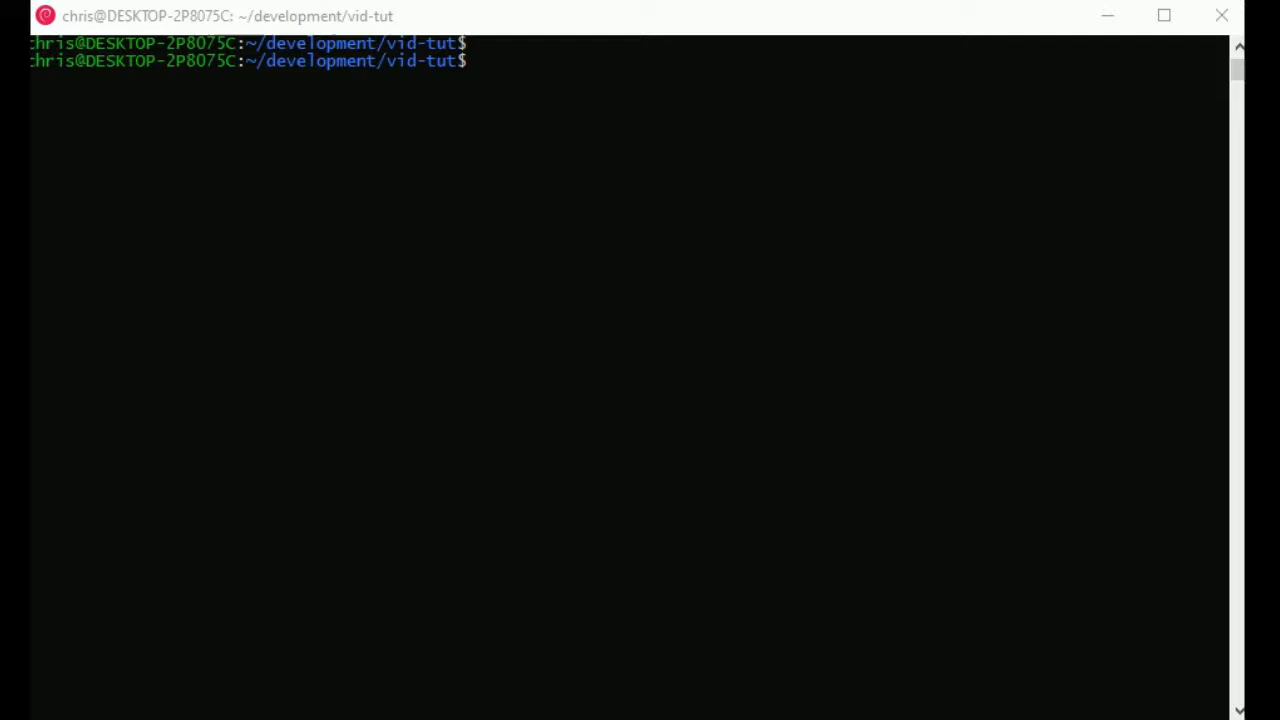 chris@DESKTOP-2P8075C: ~/development/vid-tut
chris@DESKTOP-2P8075C:~/development/vid-tut$
chris@DESKTOP-2P8075C:~/development/vid-tut$